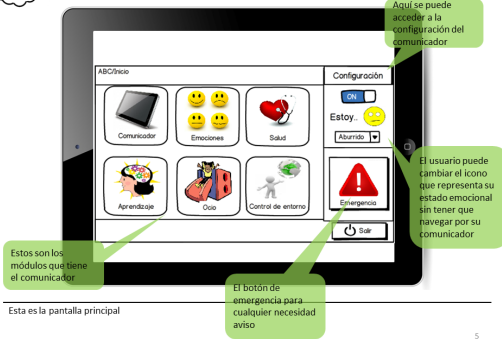 Aquí se puede
acceder a la
configuración del
comunicador
ABC/Inicio
Configuración
ON
Estoy..
Aburrido
Comunicador
Emociones
Salud
Aprendizaje
Ocio
Control de entorno
Emergencia
Salir
El usuario puede
cambiar el icono
que representa su
estado emocional
sin tener que
navegar por su
comunicador
Estos son los
módulos que tiene
el comunicador
El botón de
emergencia para
cualquier necesidad
aviso
Esta es la pantalla principal
5